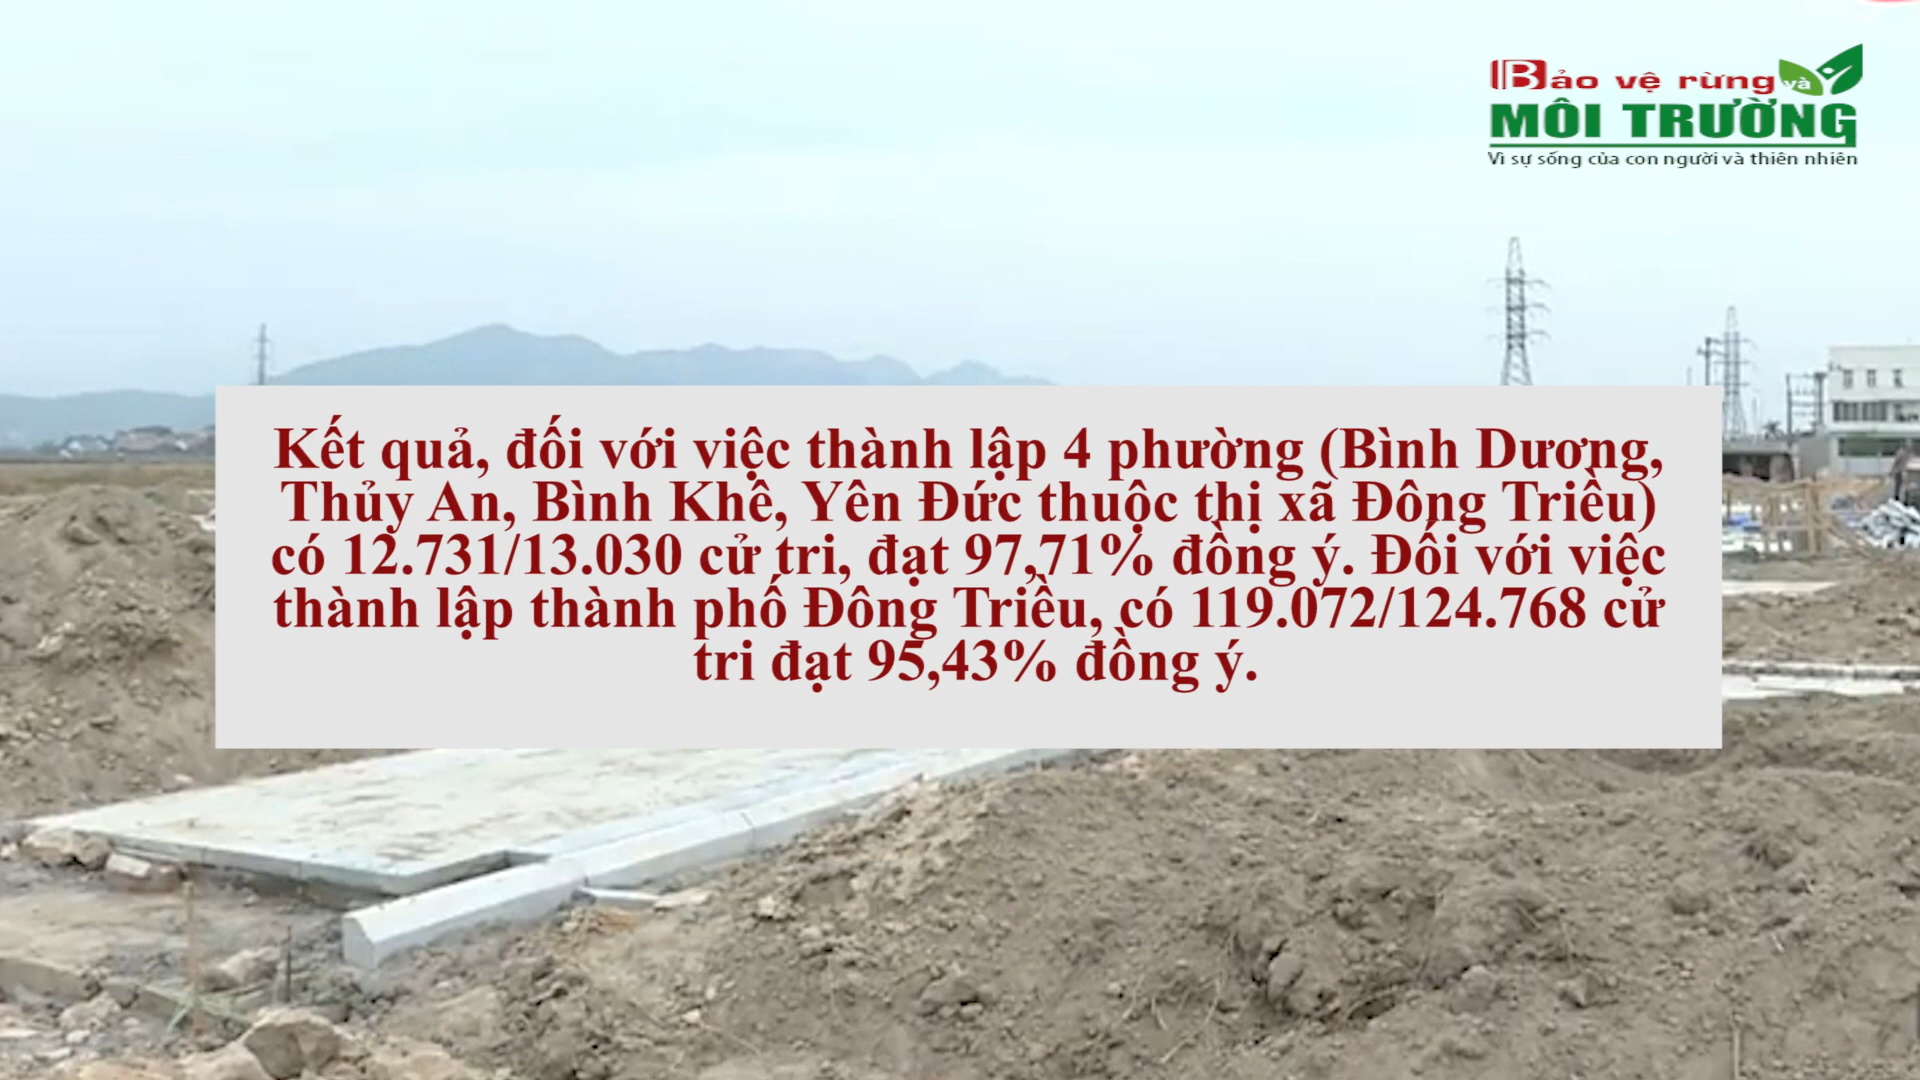 Bảo vệ rừng và
MÔI TRƯỜNG
Vì sự sống của con người và thiên nhiên
Kết quả, đối với việc thành lập 4 phường (Bình Dương,
Thủy An, Bình Khê, Yên Đức thuộc thị xã Đông Triều)
có 12.731/13.030 cử tri, đạt 97,71% đồng ý. Đối với việc
thành lập thành phố Đông Triều, có 119.072/124.768 cử
tri đạt 95,43% đồng ý.